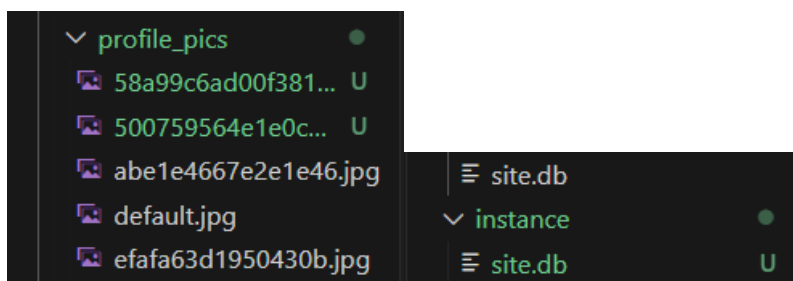 profile_pics
58a99c6ad00f381... U
500759564e1e0c... U
abe1e4667e2e1e46.jpg
default.jpg
efafa63d1950430b.jpg
site.db
instance
site.db U